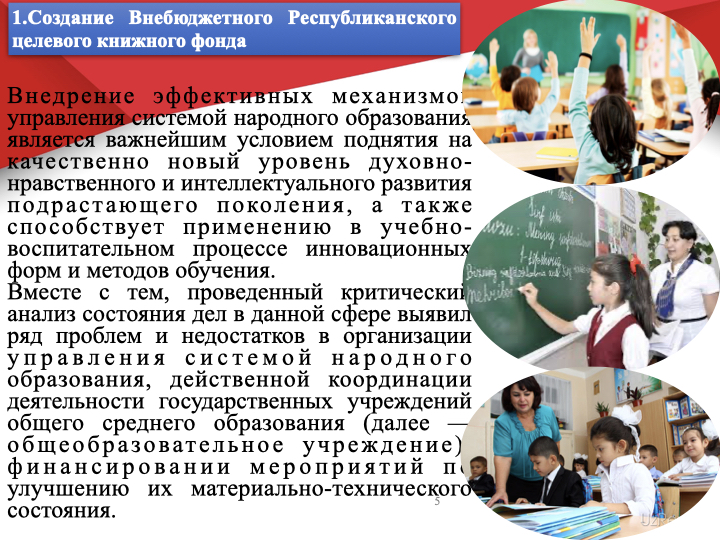 1.Создание Внебюджетного Республиканского
целевого книжного фонда
Внедрение эффективных механизмов
управления системой народного образования
является важнейшим условием поднятия на
качественно новый уровень духовно-
нравственного и интеллектуального развития
подрастающего поколения, а также
способствует применению в учебно-
воспитательном процессе инновационных
форм и методов обучения.
Вместе с тем, проведенный критический
анализ состояния дел в данной сфере выявил
ряд проблем и недостатков в организации
управления системой народного
образования, действенной координации
деятельности государственных учреждений
общего среднего образования (далее —
общеобразовательное учреждение),
финансировании мероприятий по
улучшению их материально-технического
состояния.
5